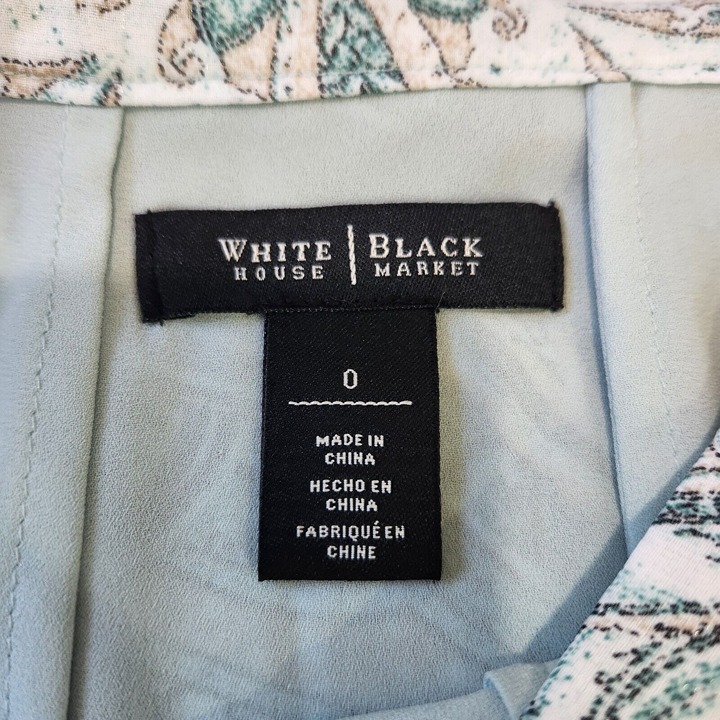 WHITE | BLACK
HOUSE | MARKET
0
MADE IN
CHINA
HECHO EN
CHINA
FABRIQUÉ EN
CHINE